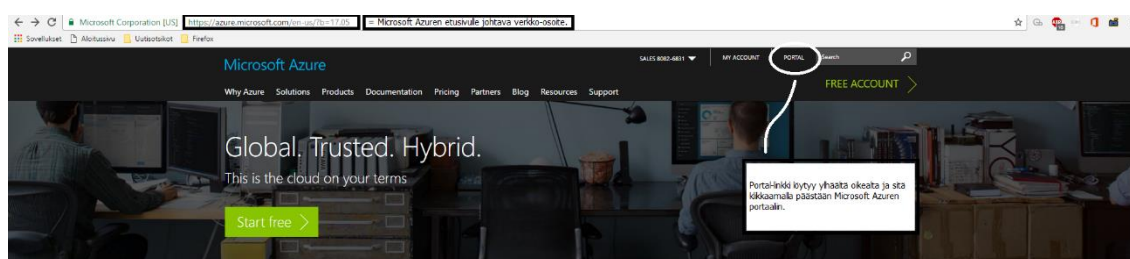 Microsoft Corporation [US] https://azure.microsoft.com/en-us/?b=17.05 = Microsoft Azuren etusivulle johtava verkko-osoite.
Sovellukset Aloitussivu Uutisotsikot Firefox
Microsoft Azure SALES 8082-6831 MY ACCOUNT PORTAL Search
FREE ACCOUNT
Why Azure Solutions Products Documentation Pricing Partners Blog Resources Support
Global. Trusted. Hybrid.
This is the cloud on your terms
Start free
Portal-linkki löytyy ylhäältä oikealta ja sitä
klikkaamalla päästään Microsoft Azuren
portaaliin.